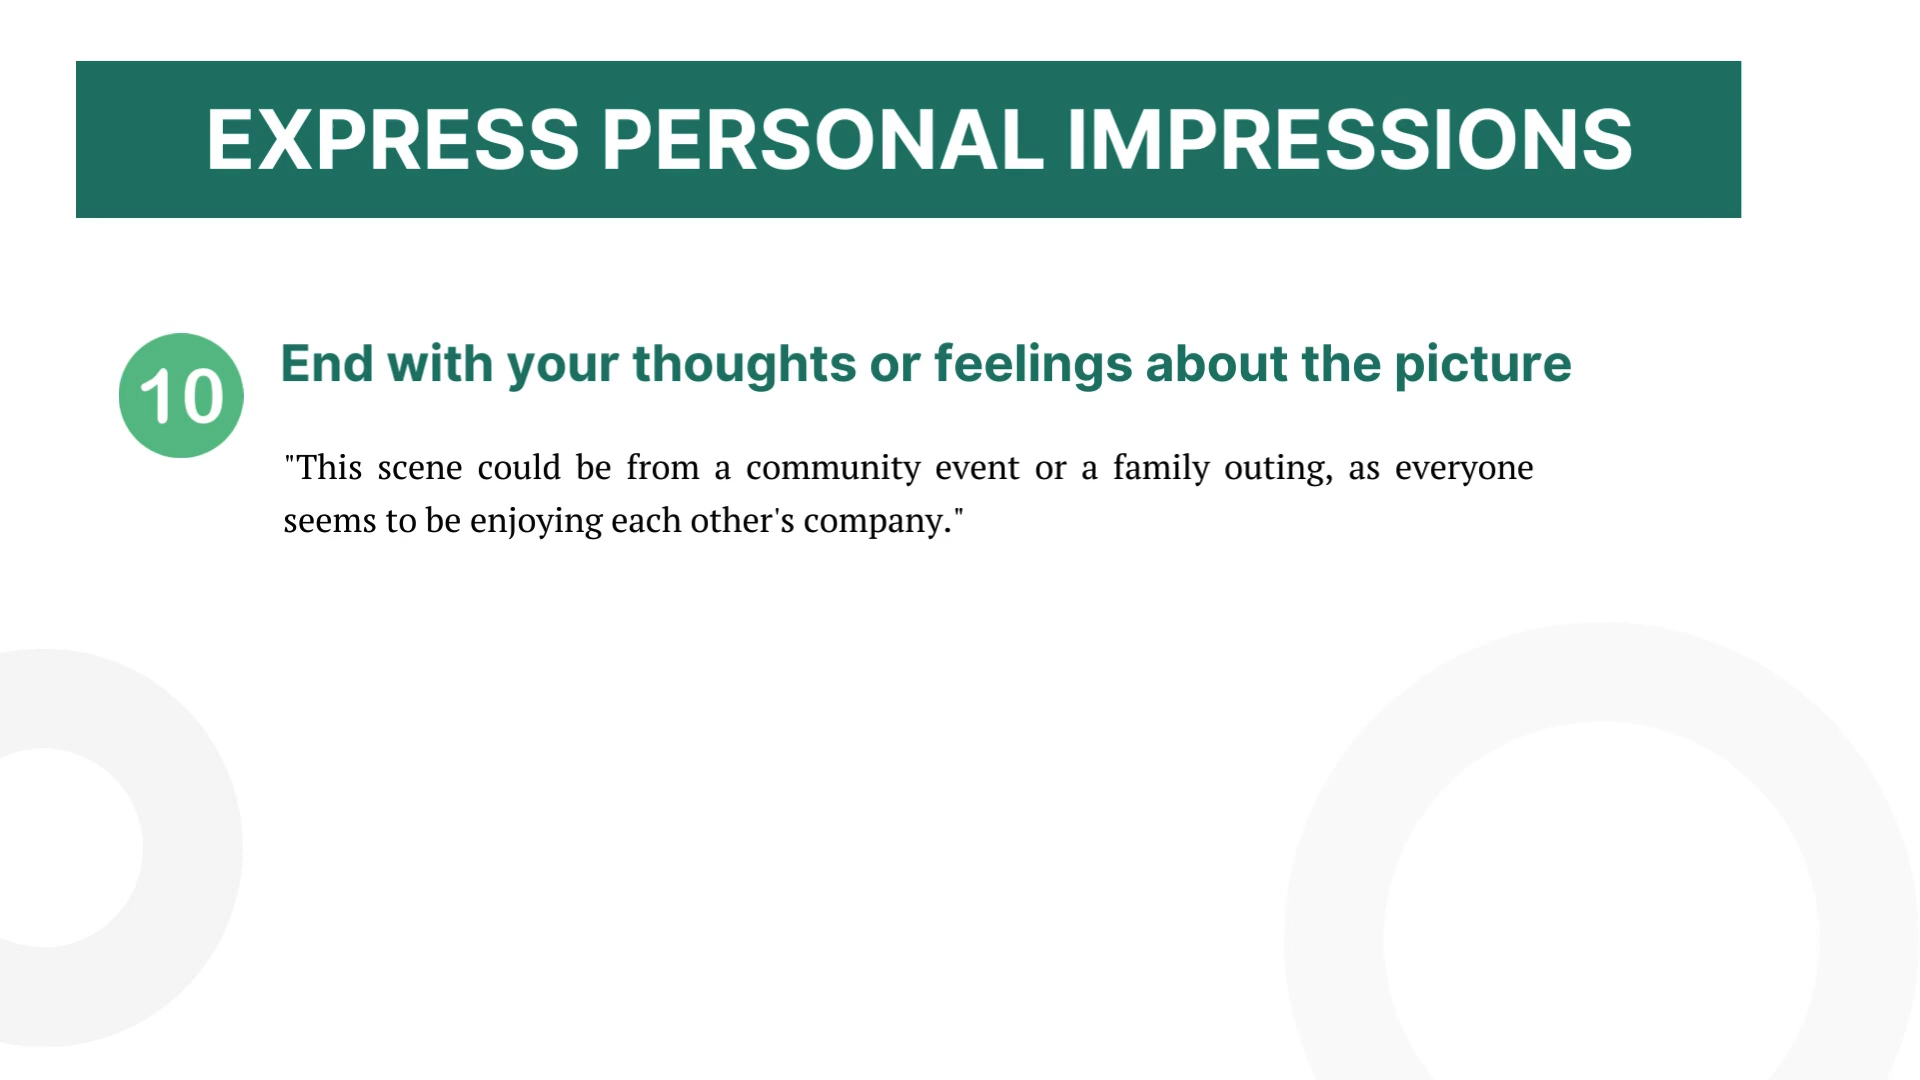 EXPRESS PERSONAL IMPRESSIONS
10
End with your thoughts or feelings about the picture
"This scene could be from a community event or a family outing, as everyone
seems to be enjoying each other's company."